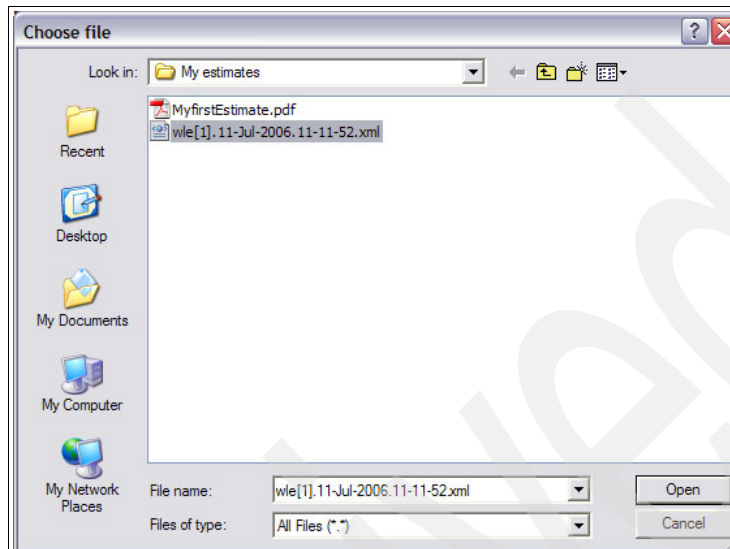 Choose file
Look in: My estimates
MyfirstEstimate.pdf
wle[1].11-Jul-2006.11-11-52.xml
Recent
Desktop
My Documents
My Computer
My Network
Places
File name: wle[1].11-Jul-2006.11-11-52.xml Open
Files of type: All Files (*.*) Cancel